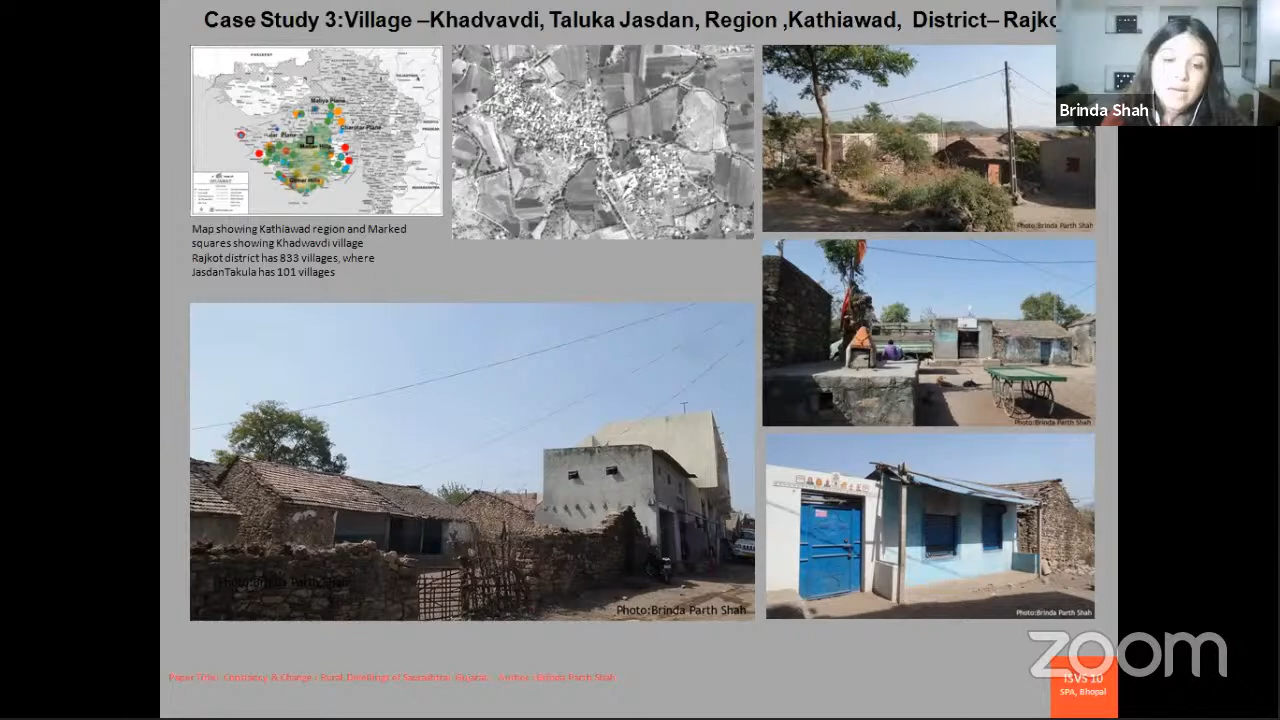 Case Study 3:Village –Khadvavdi, Taluka Jasdan, Region ,Kathiawad, District– Rajko
Brinda Shah
Maliya Plane
Map showing Kathiawad region and Marked
squares showing Khadwavdi village
Rajkot district has 833 villages, where
JasdanTakula has 101 villages
Photo:Brinda Parth Shah
Photo:Brinda Parth Shah
Photo:Brinda Parth Shah
Photo:Brinda Parth Shah
Photo:Brinda Parth Shah
zoom
Paper Title : Constancy & Change : Rural Dwellings of Saurashtra, Gujarat. - Author : Brinda Parth Shah
ISVS 10
SPA, Bhopal